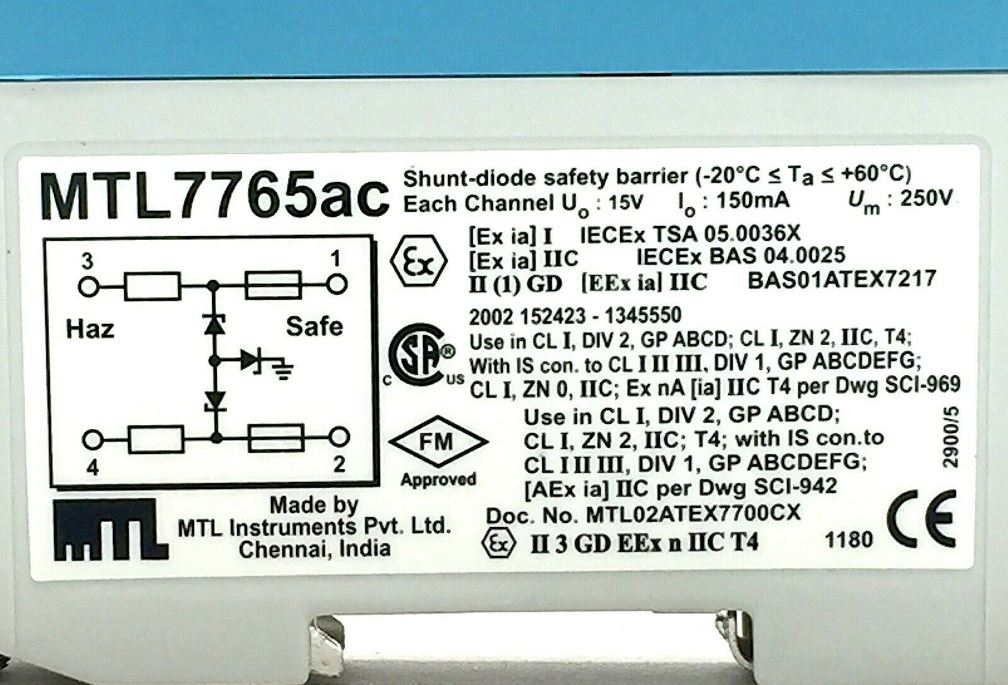 MTL7765ac
Shunt-diode safety barrier (-20°C ≤ Ta ≤ +60°C)
Each Channel Uo : 15V Io : 150mA Um : 250V
3
1
Haz
Safe
4
2
Ex
[Ex ia] I IECEx TSA 05.0036X
[Ex ia] IIC IECEx BAS 04.0025
II (1) GD [EEx ia] IIC BAS01ATEX7217
C SA® US
2002 152423 - 1345550
Use in CL I, DIV 2, GP ABCD; CL I, ZN 2, IIC, T4;
With IS con. to CL I II III, DIV 1, GP ABCDEFG;
CL I, ZN 0, IIC; Ex nA [ia] IIC T4 per Dwg SCI-969
FM
Approved
Use in CL I, DIV 2, GP ABCD;
CL I, ZN 2, IIC; T4; with IS con.to
CL I II III, DIV 1, GP ABCDEFG;
[AEx ia] IIC per Dwg SCI-942
2900/5
mTL
Made by
MTL Instruments Pvt. Ltd.
Chennai, India
Doc. No. MTL02ATEX7700CX
Ex II 3 GD EEx n IIC T4
1180
CE